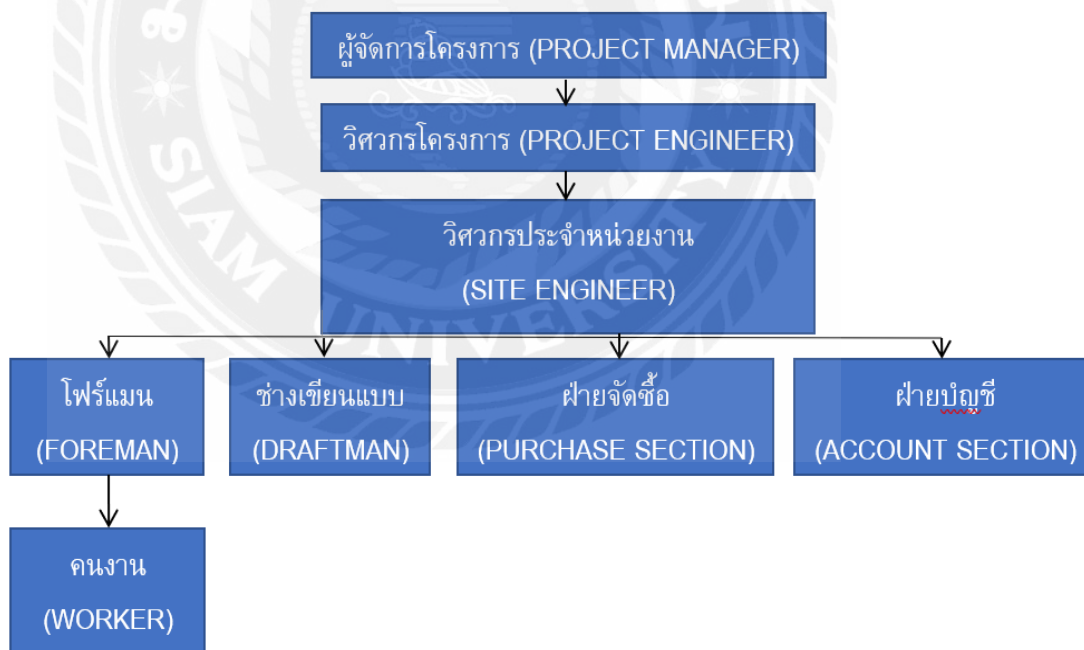 ผู้จัดการโครงการ (PROJECT MANAGER)
วิศวกรโครงการ (PROJECT ENGINEER)
วิศวกรประจำหน่วยงาน
(SITE ENGINEER)
โฟร์แมน
(FOREMAN)
ช่างเขียนแบบ
(DRAFTMAN)
ฝ่ายจัดซื้อ
(PURCHASE SECTION)
ฝ่ายบํญชี
(ACCOUNT SECTION)
คนงาน
(WORKER)
SIAM UNIVERSITY